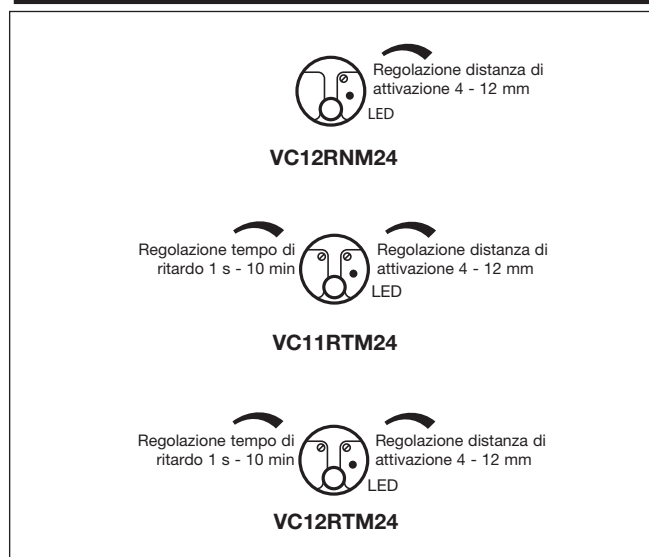 Regolazione distanza di
attivazione 4 - 12 mm
LED
VC12RNM24
Regolazione tempo di
ritardo 1 s - 10 min
Regolazione distanza di
attivazione 4 - 12 mm
LED
VC11RTM24
Regolazione tempo di
ritardo 1 s - 10 min
Regolazione distanza di
attivazione 4 - 12 mm
LED
VC12RTM24